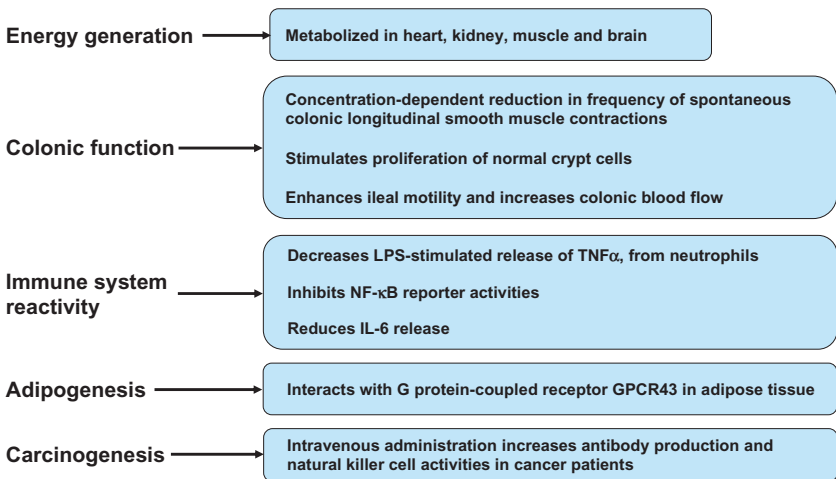 Energy generation
Metabolized in heart, kidney, muscle and brain
Colonic function
Concentration-dependent reduction in frequency of spontaneous
colonic longitudinal smooth muscle contractions
Stimulates proliferation of normal crypt cells
Enhances ileal motility and increases colonic blood flow
Immune system
reactivity
Decreases LPS-stimulated release of TNFα, from neutrophils
Inhibits NF-κB reporter activities
Reduces IL-6 release
Adipogenesis
Interacts with G protein-coupled receptor GPCR43 in adipose tissue
Carcinogenesis
Intravenous administration increases antibody production and
natural killer cell activities in cancer patients